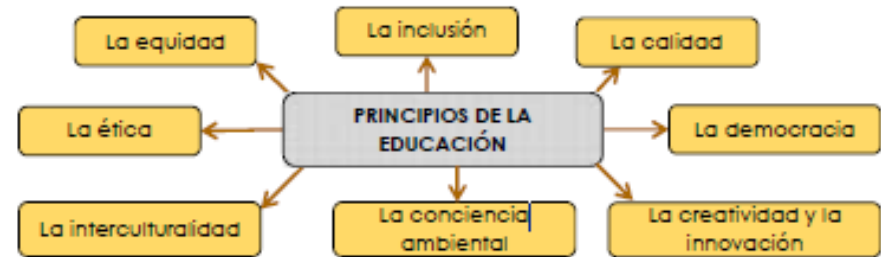 La equidad
La inclusión
La calidad
La ética
PRINCIPIOS DE LA
EDUCACIÓN
La democracia
La interculturalidad
La conciencia
ambiental
La creatividad y la
innovación